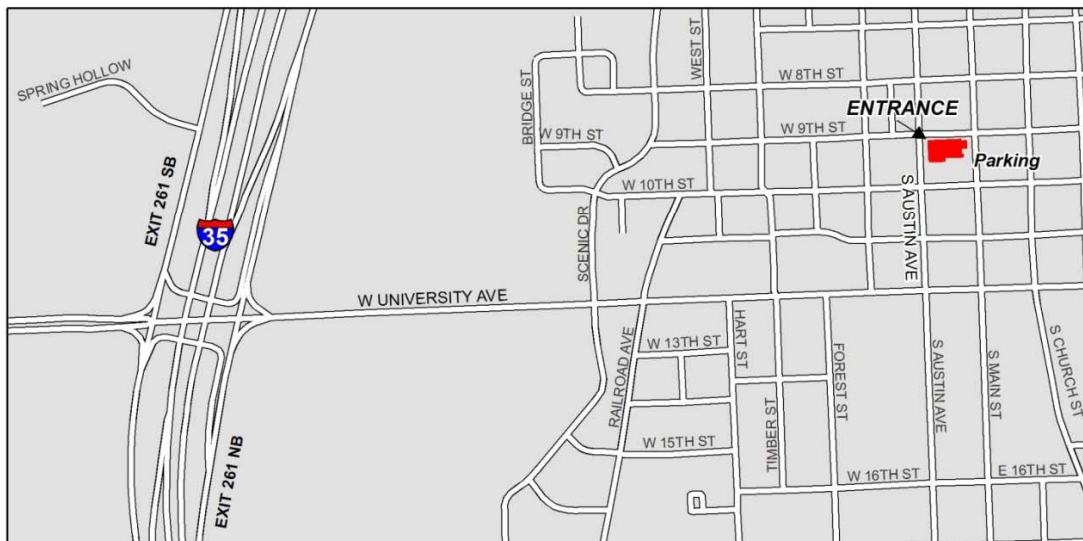 SPRING HOLLOW
EXIT 261 SB
35
EXIT 261 NB
W UNIVERSITY AVE
BRIDGE ST
W 9TH ST
WEST ST
W 8TH ST
ENTRANCE
W 9TH ST
Parking
W 10TH ST
S AUSTIN AVE
SCENIC DR
RAILROAD AVE
W 13TH ST
HART ST
W 15TH ST
TIMBER ST
FOREST ST
S AUSTIN AVE
S MAIN ST
S CHURCH ST
W 16TH ST
E 16TH ST